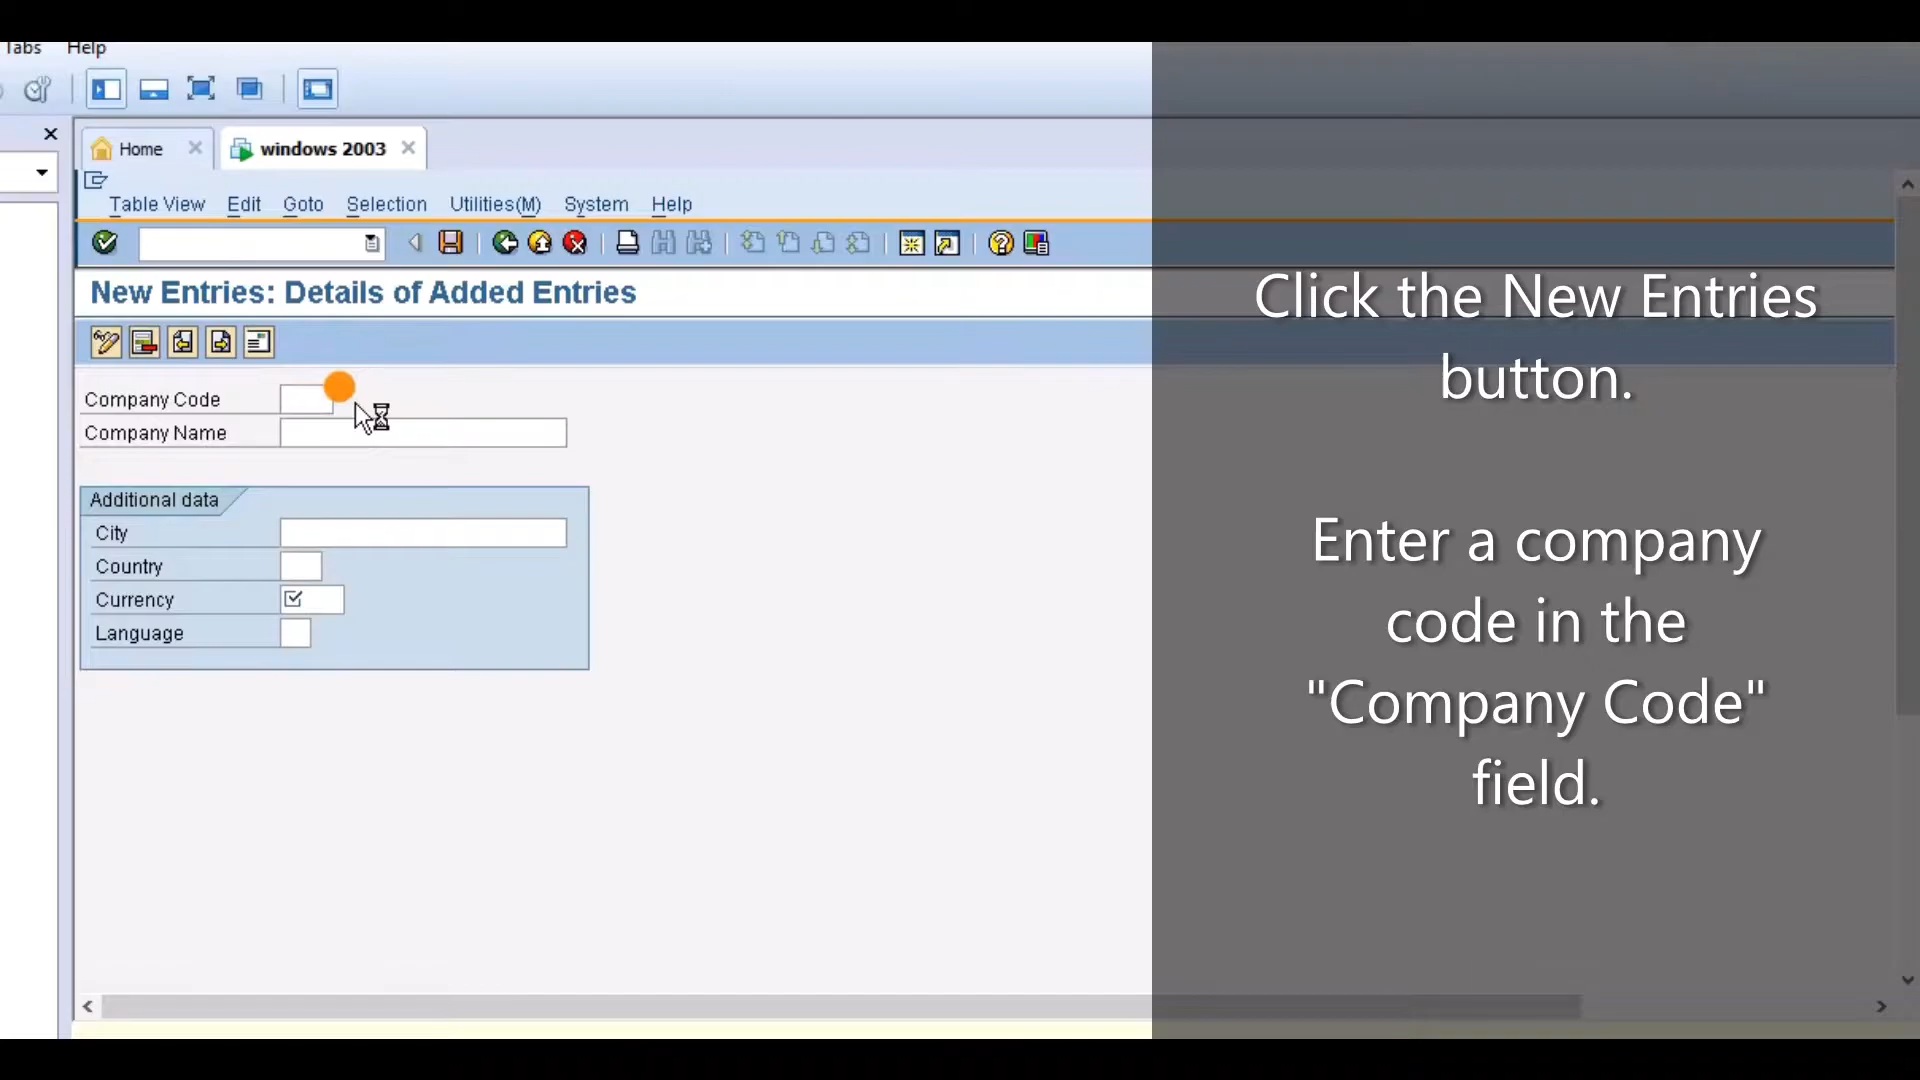 Tabs Help
Home windows 2003
Table View Edit Goto Selection Utilities(M) System Help
New Entries: Details of Added Entries
Company Code
Company Name
Additional data
City
Country
Currency
Language
Click the New Entries
button.
Enter a company
code in the
"Company Code"
field.